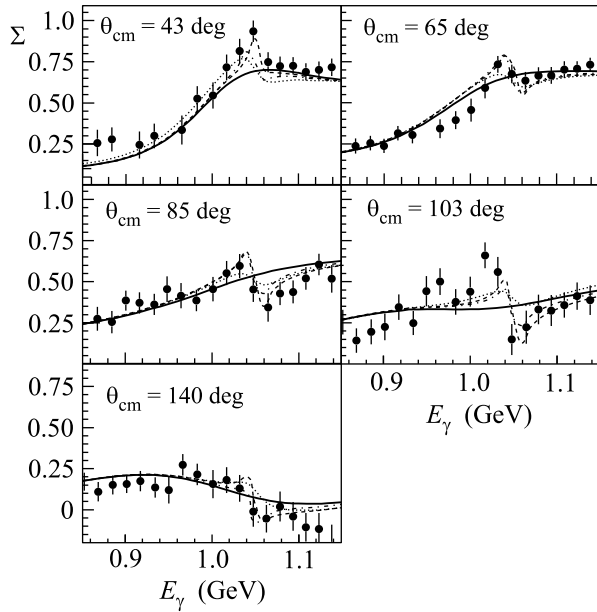 Σ
1.0
0.75
0.50
0.25
θcm = 43 deg
θcm = 65 deg
1.0
0.75
0.50
0.25
θcm = 85 deg
θcm = 103 deg
0.75
0.50
0.25
0
θcm = 140 deg
0.9 1.0 1.1
Eγ (GeV)
0.9 1.0 1.1
Eγ (GeV)